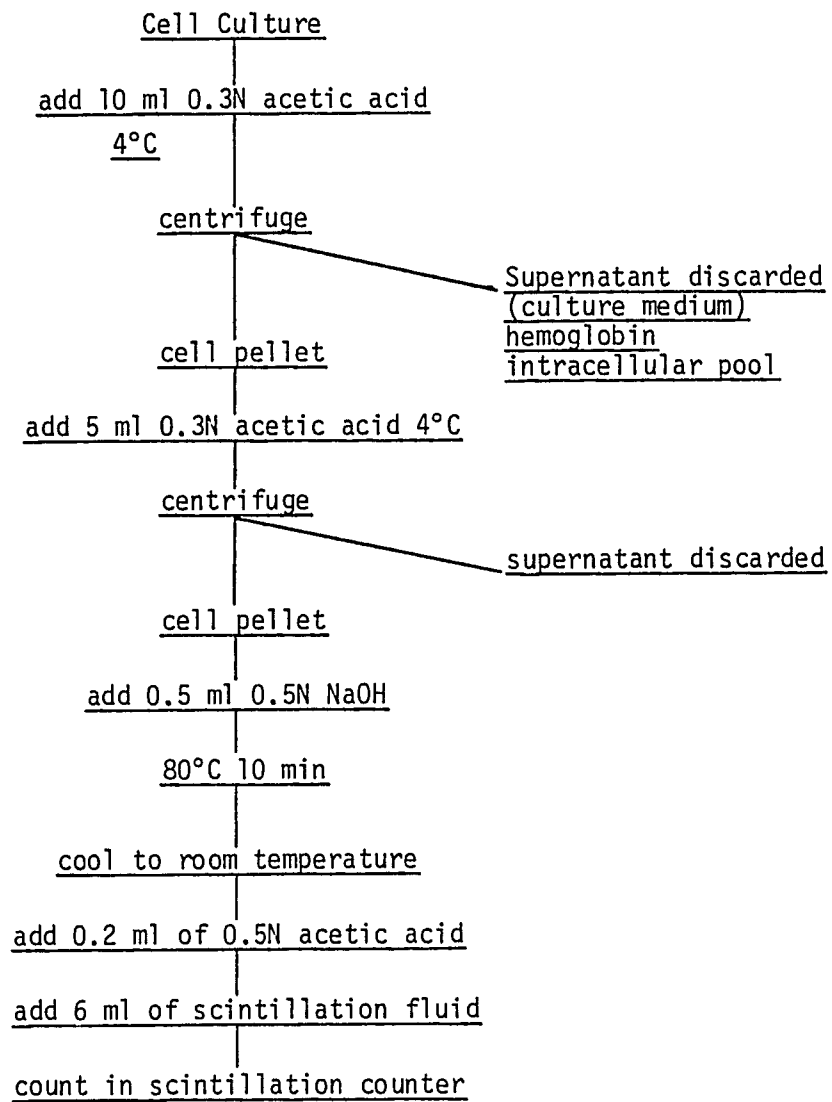 Cell Culture
add 10 ml 0.3N acetic acid
4°C
centrifuge
Supernatant discarded
(culture medium)
hemoglobin
intracellular pool
cell pellet
add 5 ml 0.3N acetic acid 4°C
centrifuge
supernatant discarded
cell pellet
add 0.5 ml 0.5N NaOH
80°C 10 min
cool to room temperature
add 0.2 ml of 0.5N acetic acid
add 6 ml of scintillation fluid
count in scintillation counter